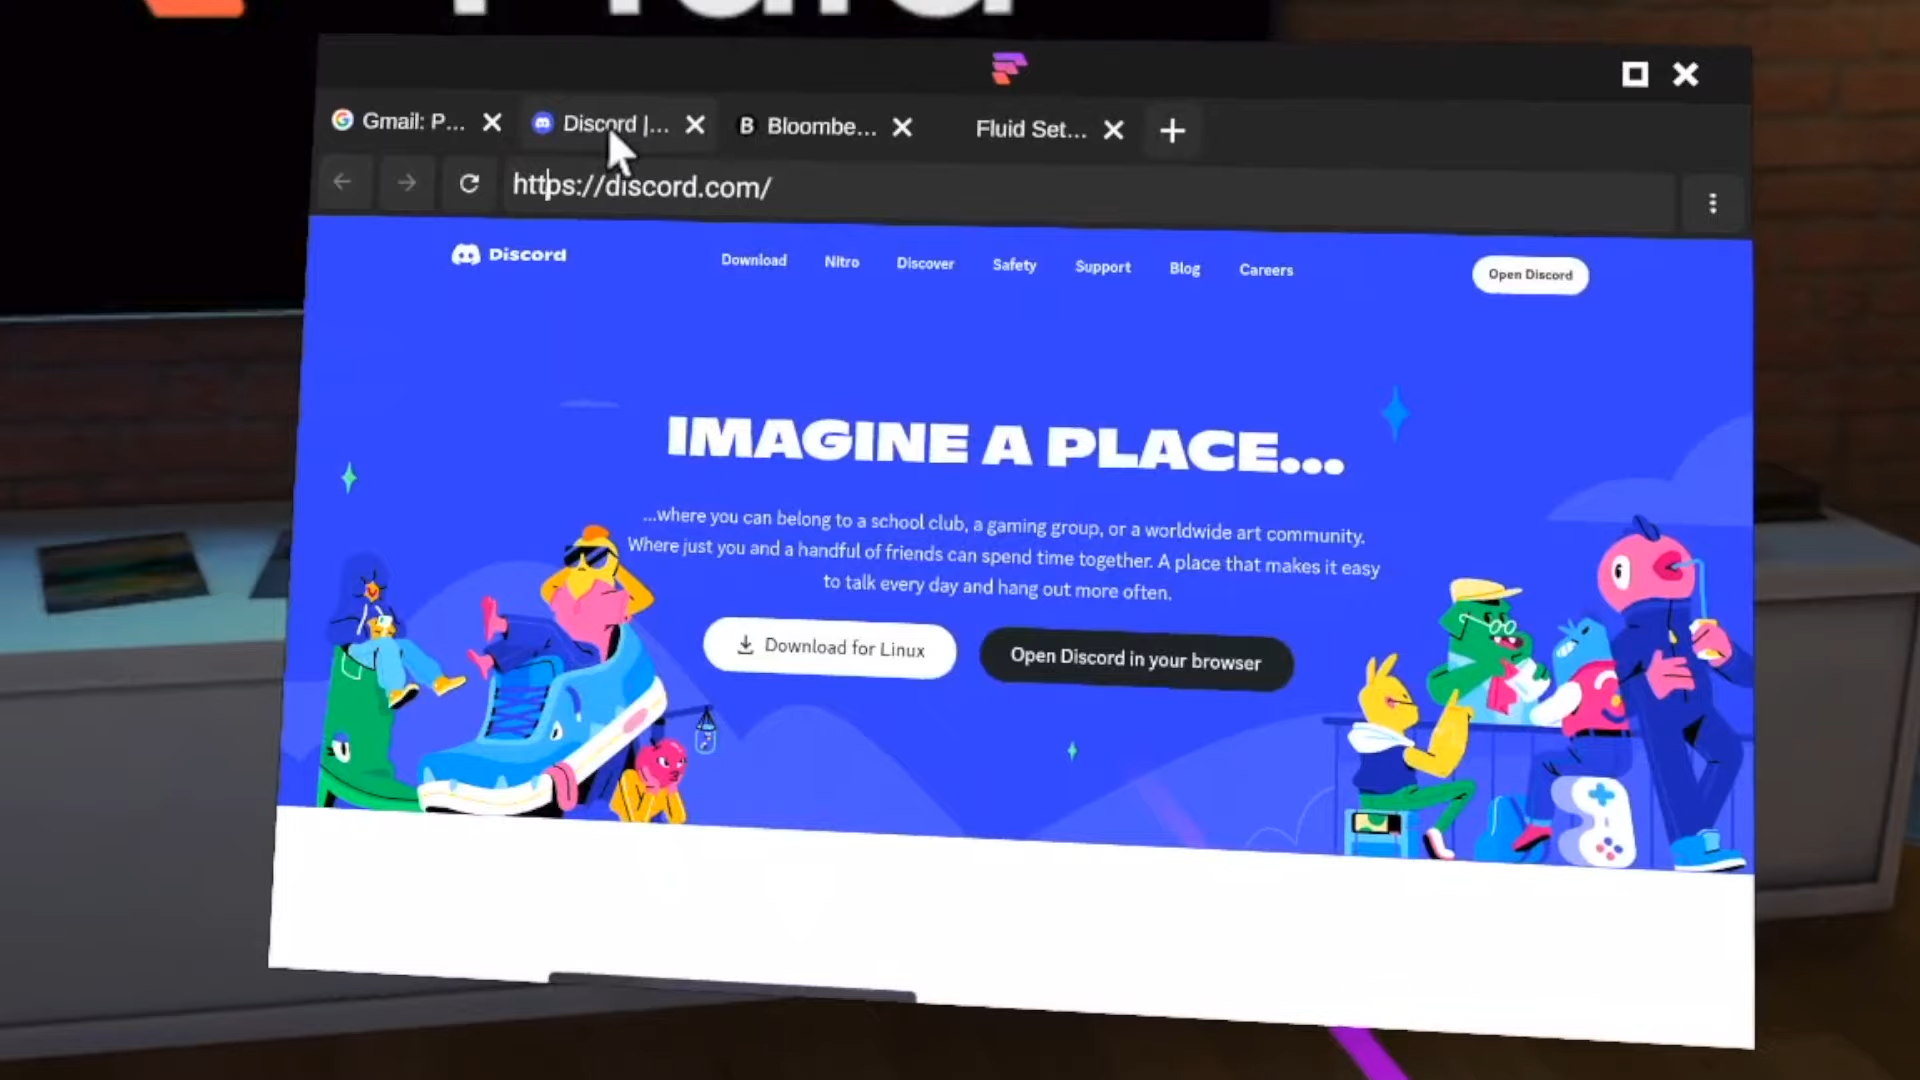 Gmail: P...
Discord |...
B Bloombe...
Fluid Set...
https://discord.com/
Discord
Download
Nitro
Discover
Safety
Support
Blog
Careers
Open Discord
IMAGINE A PLACE...
...where you can belong to a school club, a gaming group, or a worldwide art community.
Where just you and a handful of friends can spend time together. A place that makes it easy
to talk every day and hang out more often.
Download for Linux
Open Discord in your browser